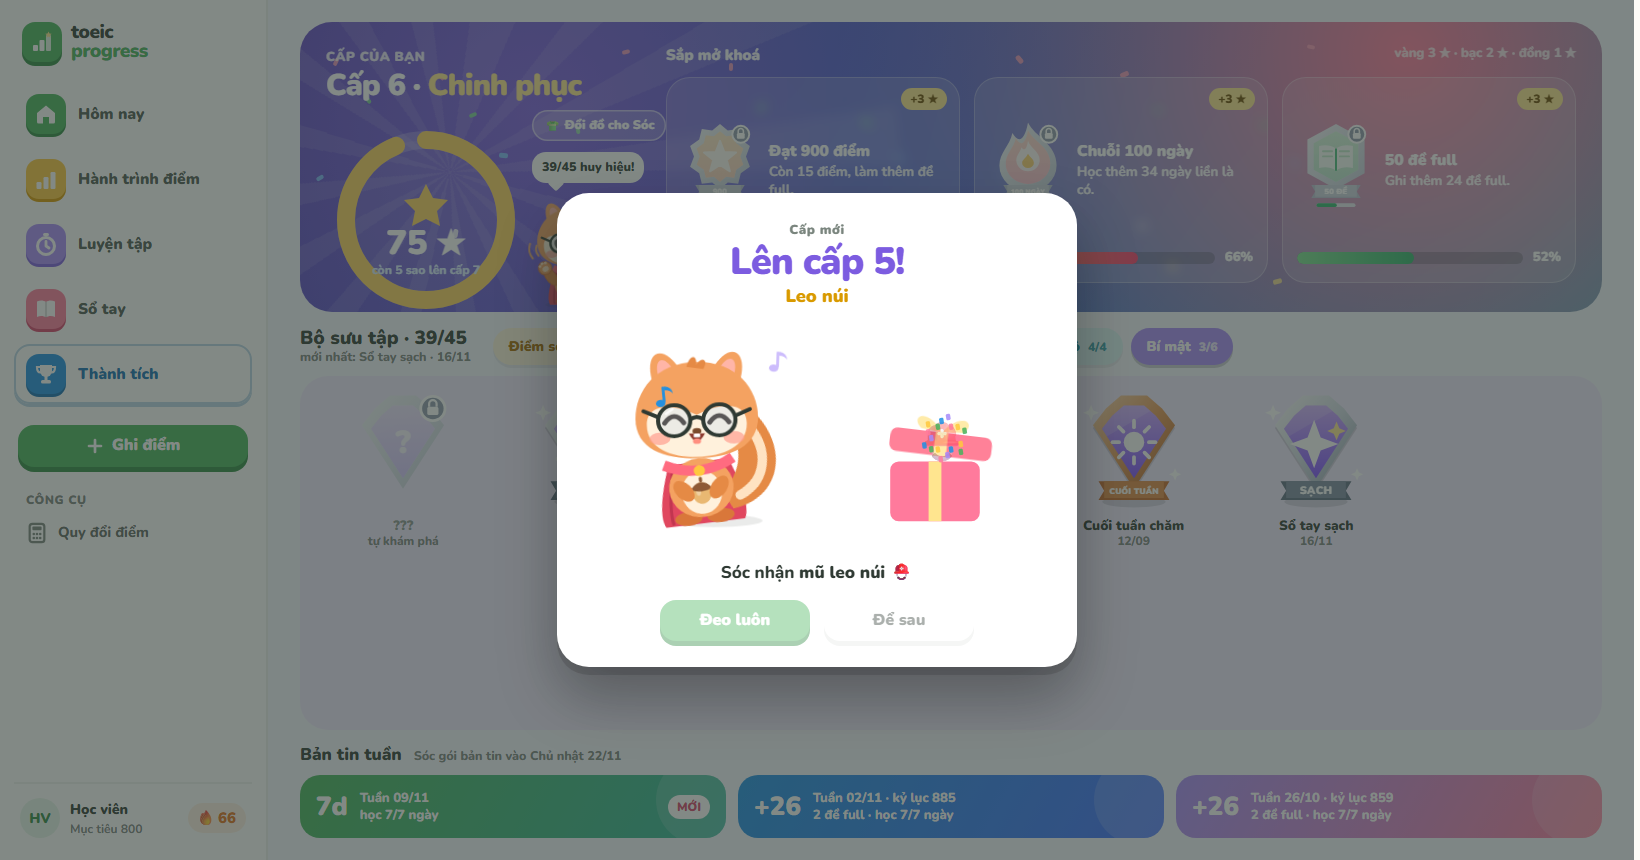 toeic
progress
Hôm nay
Hành trình điểm
Luyện tập
Sổ tay
Thành tích
Ghi điểm
CÔNG CỤ
Quy đổi điểm
HV
Học viên
Mục tiêu 800
66
CẤP CỦA BẠN
Cấp 6 · Chinh phục
Đổi đồ cho Sóc
39/45 huy hiệu!
75
còn 5 sao lên cấp 7
Sắp mở khoá
vàng 3 ★ · bạc 2 ★ · đồng 1 ★
+3 ★
Đạt 900 điểm
Còn 15 điểm, làm thêm đề
full.
+3 ★
Chuỗi 100 ngày
Học thêm 34 ngày liền là
có.
66%
+3 ★
50 đề full
Ghi thêm 24 đề full.
50 ĐỀ
52%
Bộ sưu tập · 39/45
mới nhất: Sổ tay sạch · 16/11
Điểm
4/4
Bí mật 3/6
?
???
tự khám phá
CUỐI TUẦN
Cuối tuần chăm
12/09
SẠCH
Sổ tay sạch
16/11
Cấp mới
Lên cấp 5!
Leo núi
Sóc nhận mũ leo núi
Đeo luôn
Để sau
Bản tin tuần
Sóc gói bản tin vào Chủ nhật 22/11
7d
Tuần 09/11
học 7/7 ngày
MỚI
+26
Tuần 02/11 · kỷ lục 885
2 đề full · học 7/7 ngày
+26
Tuần 26/10 · kỷ lục 859
2 đề full · học 7/7 ngày